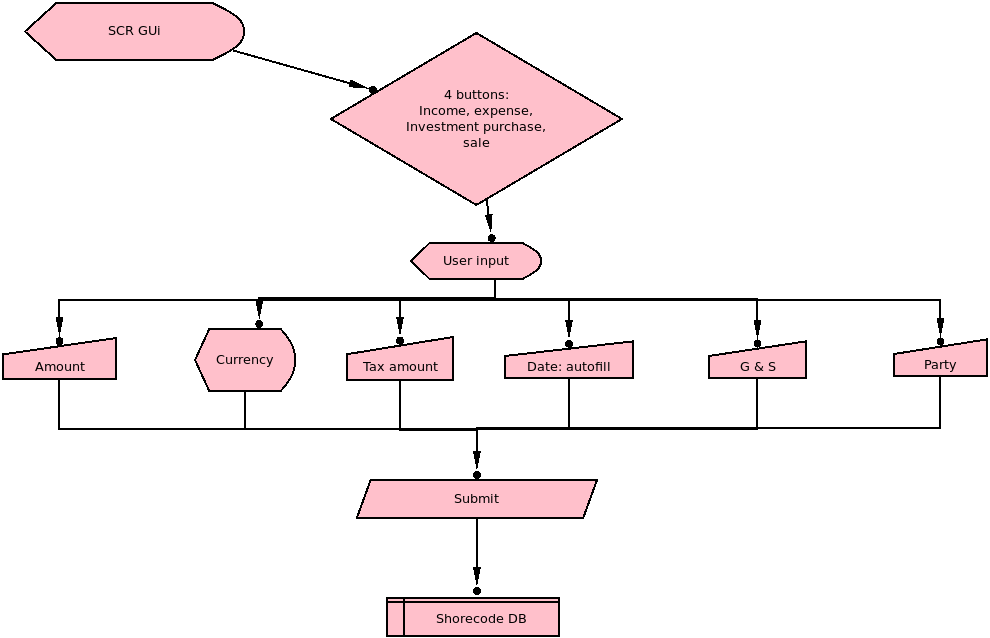 SCR GUi
4 buttons:
Income, expense,
Investment purchase,
sale
User input
Amount
Currency
Tax amount
Date: autofill
G & S
Party
Submit
Shorecode DB